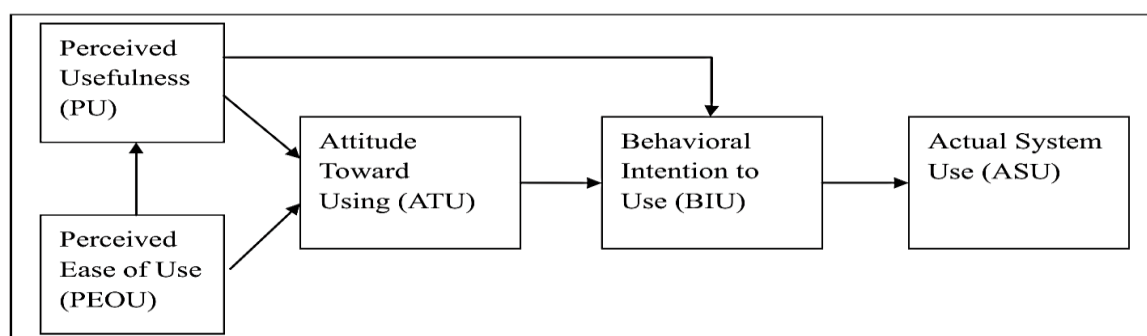 Perceived
Usefulness
(PU)
Attitude
Toward
Using (ATU)
Behavioral
Intention to
Use (BIU)
Actual System
Use (ASU)
Perceived
Ease of Use
(PEOU)